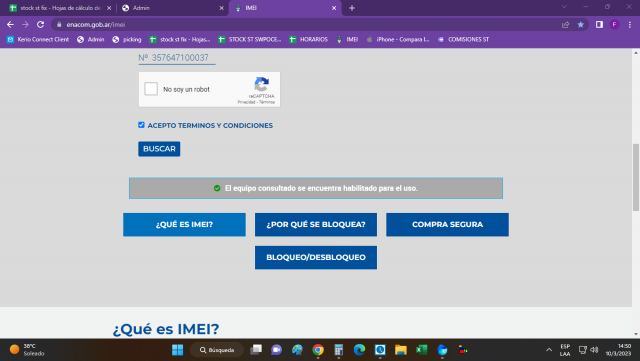 stock st fix - Hojas de cálculo de
Admin
IMEI
enacom.gob.ar/imei
F
Kerio Connect Client
Admin
picking
stock st fix - Hojas...
STOCK ST SWPOCE...
HORARIOS
IMEI
iPhone - Compara l...
COMISIONES ST
Nº 357647100037
No soy un robot
reCAPTCHA
Privacidad - Términos
ACEPTO TERMINOS Y CONDICIONES
BUSCAR
El equipo consultado se encuentra habilitado para el uso.
¿QUÉ ES IMEI?
¿POR QUÉ SE BLOQUEA?
COMPRA SEGURA
BLOQUEO/DESBLOQUEO
¿Qué es IMEI?
38°C
Soleado
Búsqueda
ESP
LAA
14:50
10/3/2023